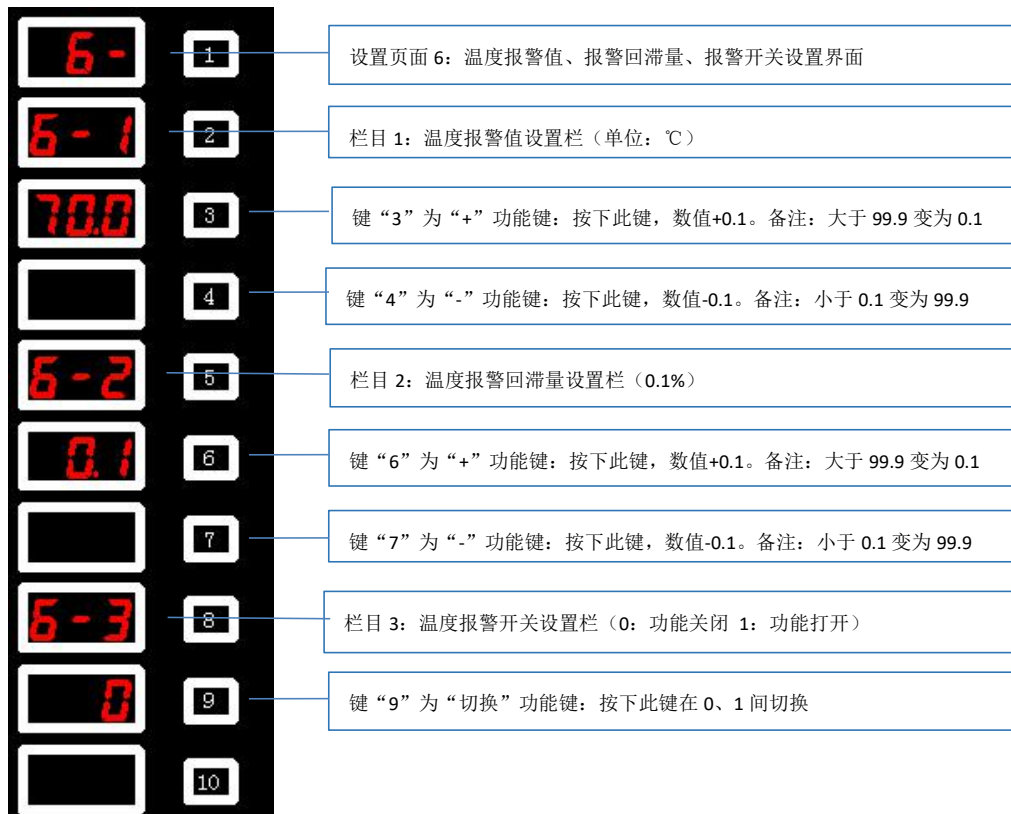 6- 1 设置页面 6：温度报警值、报警回滞量、报警开关设置界面
6-1 2 栏目 1：温度报警值设置栏（单位：℃）
70.0 3 键“3”为“+”功能键：按下此键，数值+0.1。备注：大于 99.9 变为 0.1
4 键“4”为“-”功能键：按下此键，数值-0.1。备注：小于 0.1 变为 99.9
6-2 5 栏目 2：温度报警回滞量设置栏（0.1%）
0.1 6 键“6”为“+”功能键：按下此键，数值+0.1。备注：大于 99.9 变为 0.1
7 键“7”为“-”功能键：按下此键，数值-0.1。备注：小于 0.1 变为 99.9
6-3 8 栏目 3：温度报警开关设置栏（0：功能关闭 1：功能打开）
0 9 键“9”为“切换”功能键：按下此键在 0、1 间切换
10